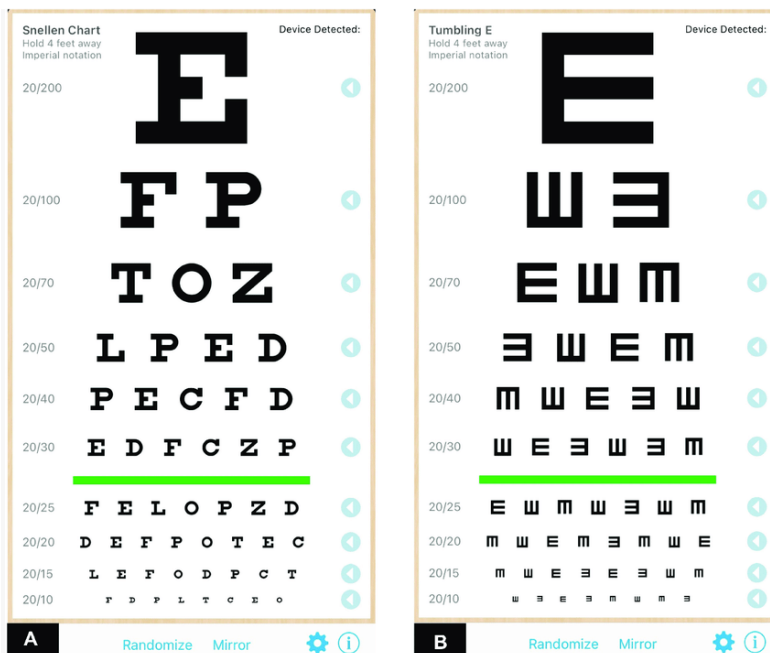 Snellen Chart Device Detected:
Hold 4 feet away
Imperial notation
20/200 E
20/100 F P
20/70 T O Z
20/50 L P E D
20/40 P E C F D
20/30 E D F C Z P
20/25 F E L O P Z D
20/20 D E F P O T E C
20/15 L E F O D P C T
20/10 F D P L T C E O
A Randomize Mirror
Tumbling E Device Detected:
Hold 4 feet away
Imperial notation
20/200 E
20/100
20/70
20/50
20/40
20/30
20/25
20/20
20/15
20/10
B Randomize Mirror